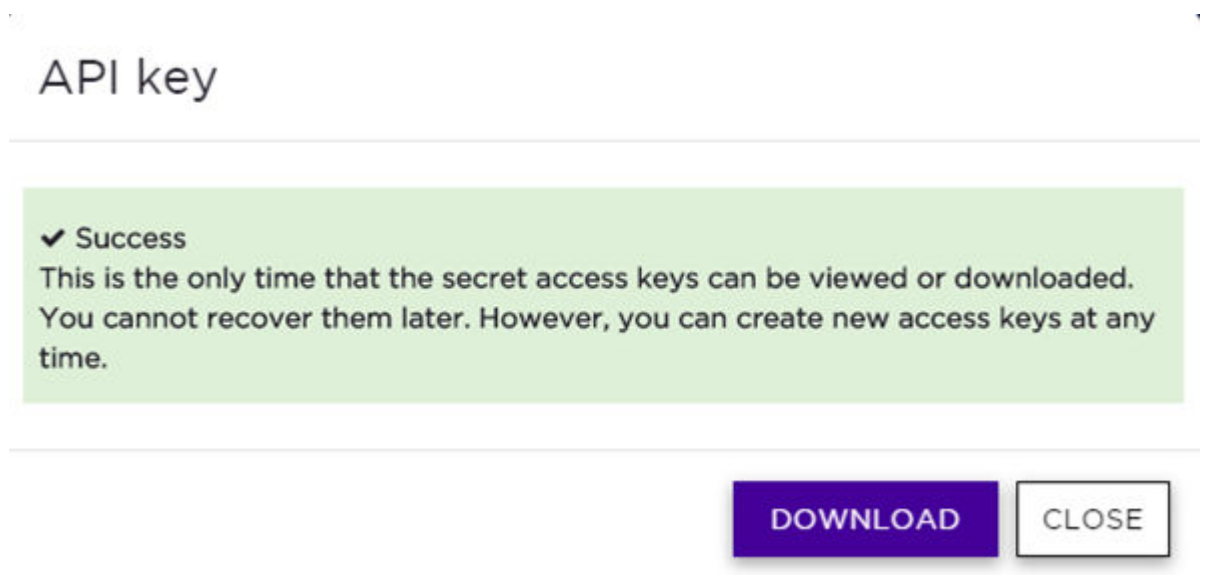 API key
✔ Success
This is the only time that the secret access keys can be viewed or downloaded.
You cannot recover them later. However, you can create new access keys at any
time.
DOWNLOAD
CLOSE